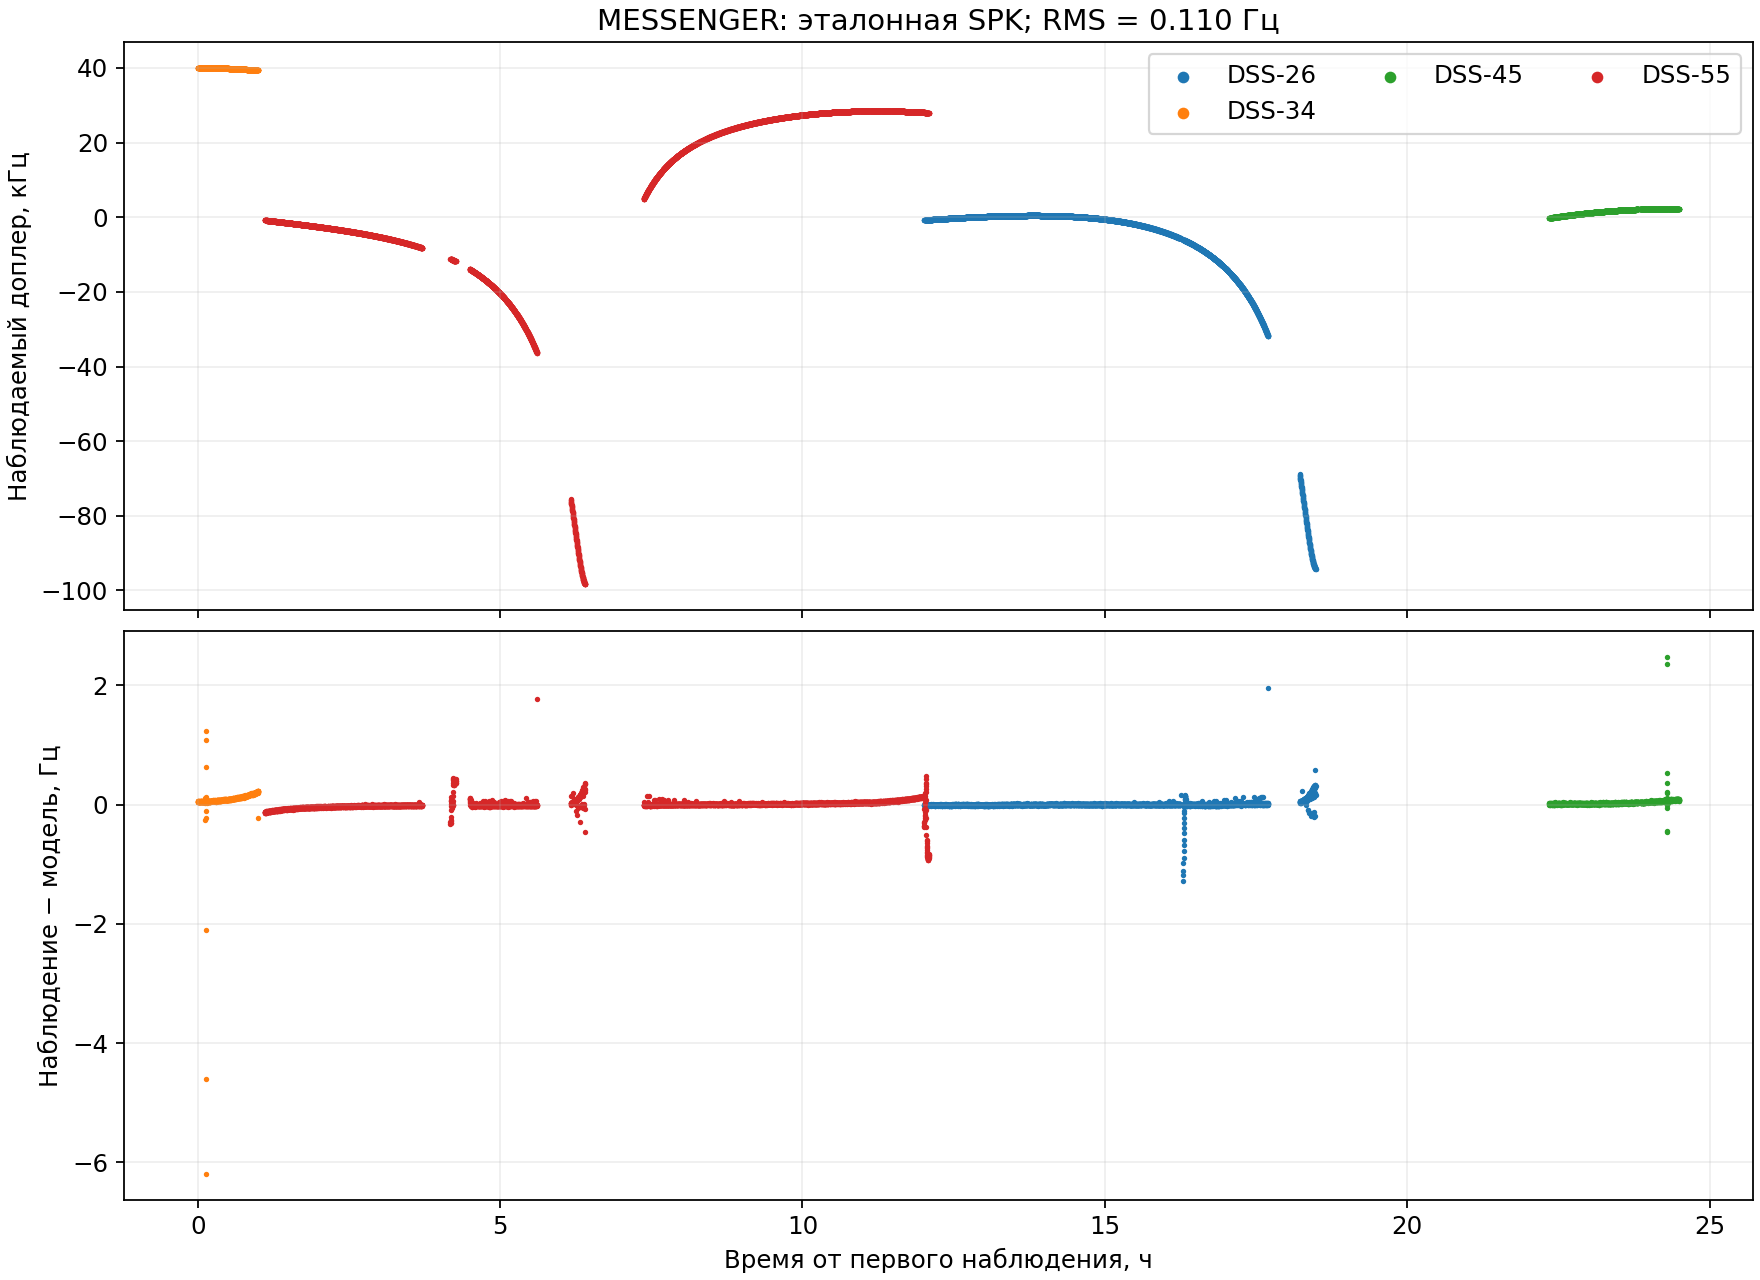 MESSENGER: эталонная SPK; RMS = 0.110 Гц
Наблюдаемый доплер, кГц
40
20
0
−20
−40
−60
−80
−100
DSS-26
DSS-34
DSS-45
DSS-55
Наблюдение − модель, Гц
2
0
−2
−4
−6
0
5
10
15
20
25
Время от первого наблюдения, ч